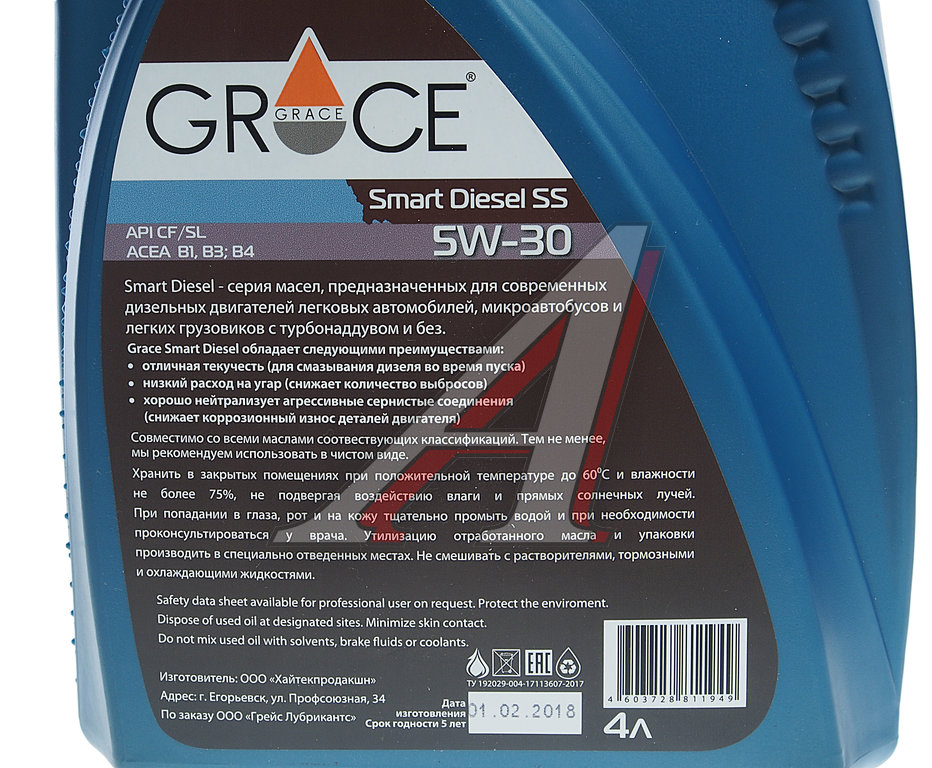 GRACE®
GRACE
Smart Diesel SS
API CF/SL
5W-30
ACEA B1, B3; B4
Smart Diesel - серия масел, предназначенных для современных
дизельных двигателей легковых автомобилей, микроавтобусов и
легких грузовиков с турбонаддувом и без.
Grace Smart Diesel обладает следующими преимуществами:
• отличная текучесть (для смазывания дизеля во время пуска)
• низкий расход на угар (снижает количество выбросов)
• хорошо нейтрализует агрессивные сернистые соединения
(снижает коррозионный износ деталей двигателя)
Совместимо со всеми маслами соотвествующих классификаций. Тем не менее,
мы рекомендуем использовать в чистом виде.
Хранить в закрытых помещениях при положительной температуре до 60°С и влажности
не более 75%, не подвергая воздействию влаги и прямых солнечных лучей.
При попадании в глаза, рот и на кожу тщательно промыть водой и при необходимости
проконсультироваться у врача. Утилизацию отработанного масла и упаковки
производить в специально отведенных местах. Не смешивать с растворителями, тормозными
и охлаждающими жидкостями.
Safety data sheet available for professional user on request. Protect the enviroment.
Dispose of used oil at designated sites. Minimize skin contact.
Do not mix used oil with solvents, brake fluids or coolants.
EAC
ТУ 192029-004-17113607-2017
Изготовитель: ООО «Хайтекпродакшн»
Адрес: г. Егорьевск, ул. Профсоюзная, 34
По заказу ООО «Грейс Лубрикантс»
Дата
изготовления
Срок годности 5 лет
01.02.2018
4603728811949
4л